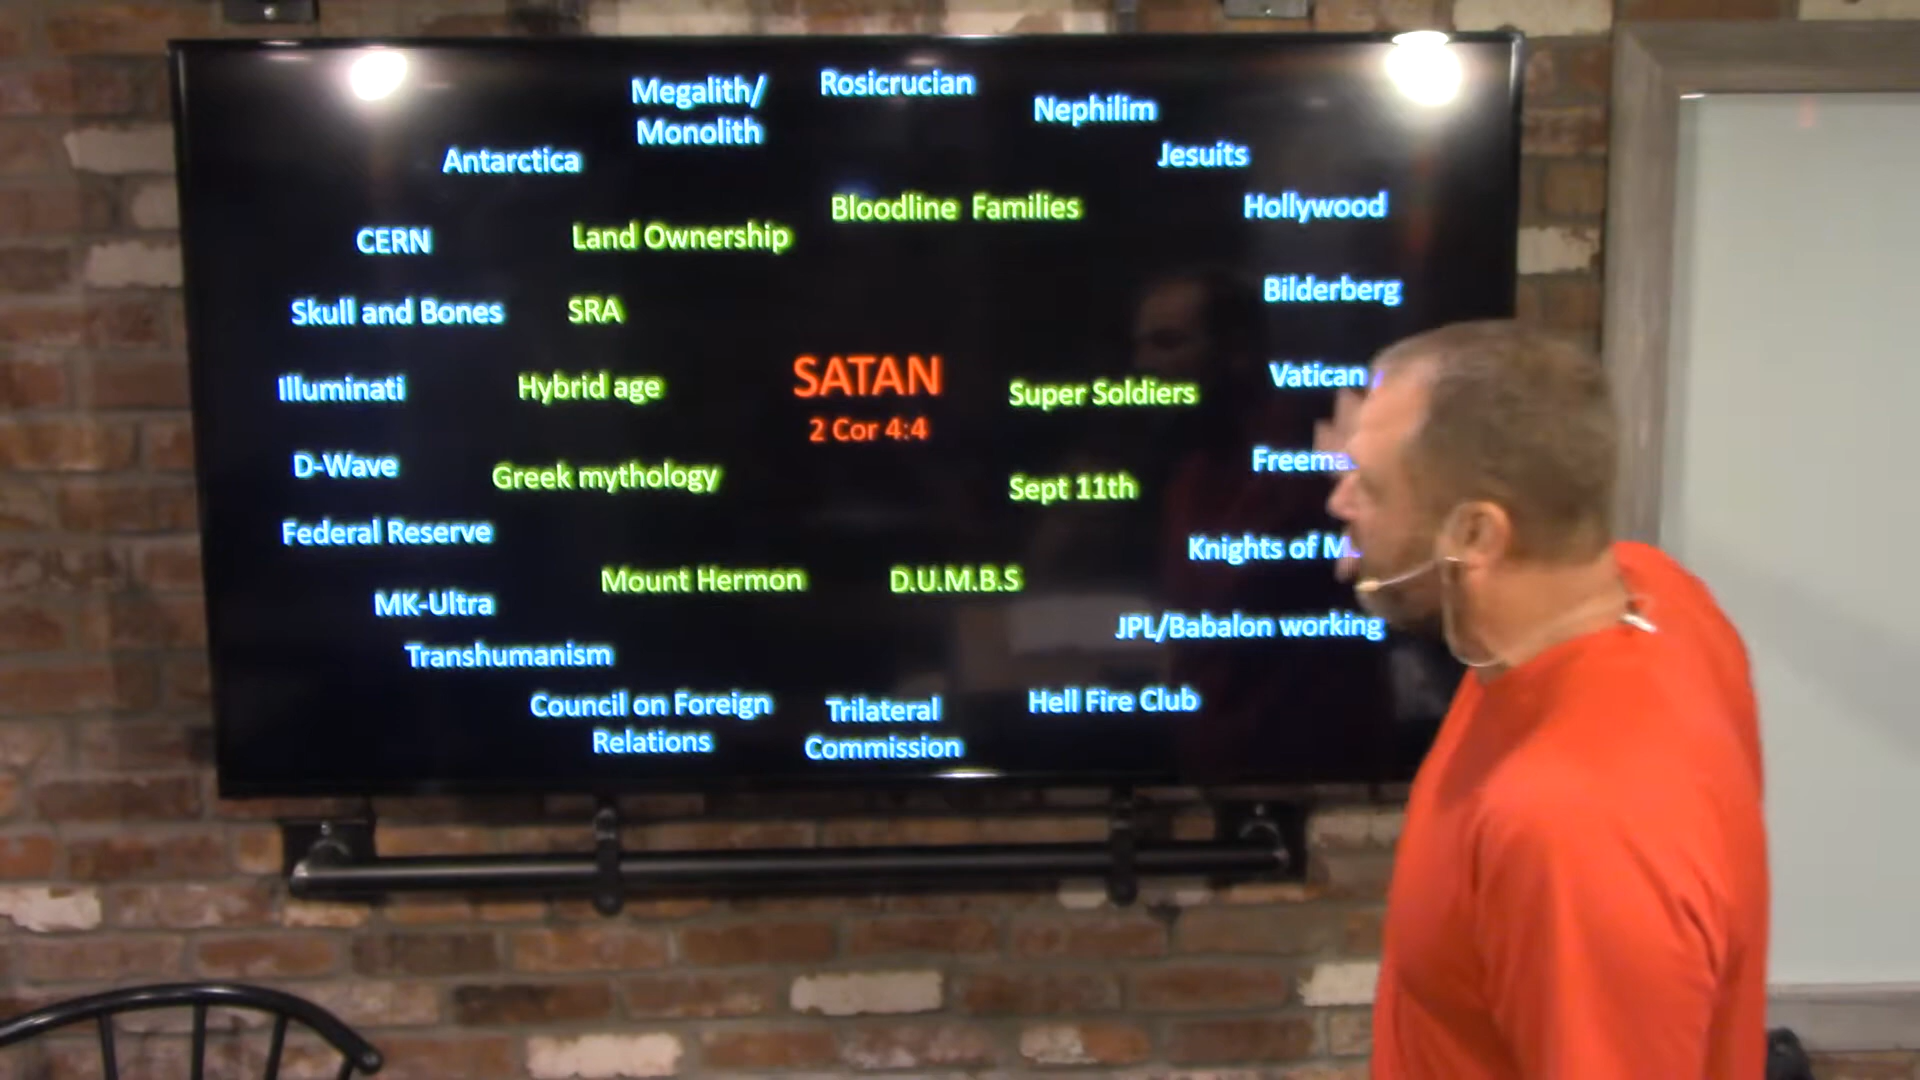 Megalith/
Monolith
Rosicrucian
Nephilim
Antarctica
Jesuits
Bloodline Families
Hollywood
CERN
Land Ownership
Bilderberg
Skull and Bones
SRA
SATAN
2 Cor 4:4
Vatican
Illuminati
Hybrid age
Super Soldiers
D-Wave
Greek mythology
Sept 11th
Federal Reserve
Knights of
MK-Ultra
Mount Hermon
D.U.M.B.S
JPL/Babalon working
Transhumanism
Council on Foreign
Relations
Trilateral
Commission
Hell Fire Club